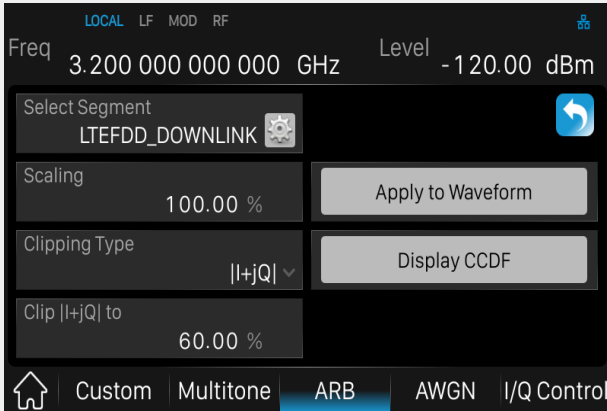 LOCAL LF MOD RF
Freq 3.200 000 000 000 GHz Level -120.00 dBm
Select Segment
LTEFDD_DOWNLINK
Scaling
100.00 %
Apply to Waveform
Clipping Type
|I+jQ|
Display CCDF
Clip |I+jQ| to
60.00 %
Custom Multitone ARB AWGN I/Q Control